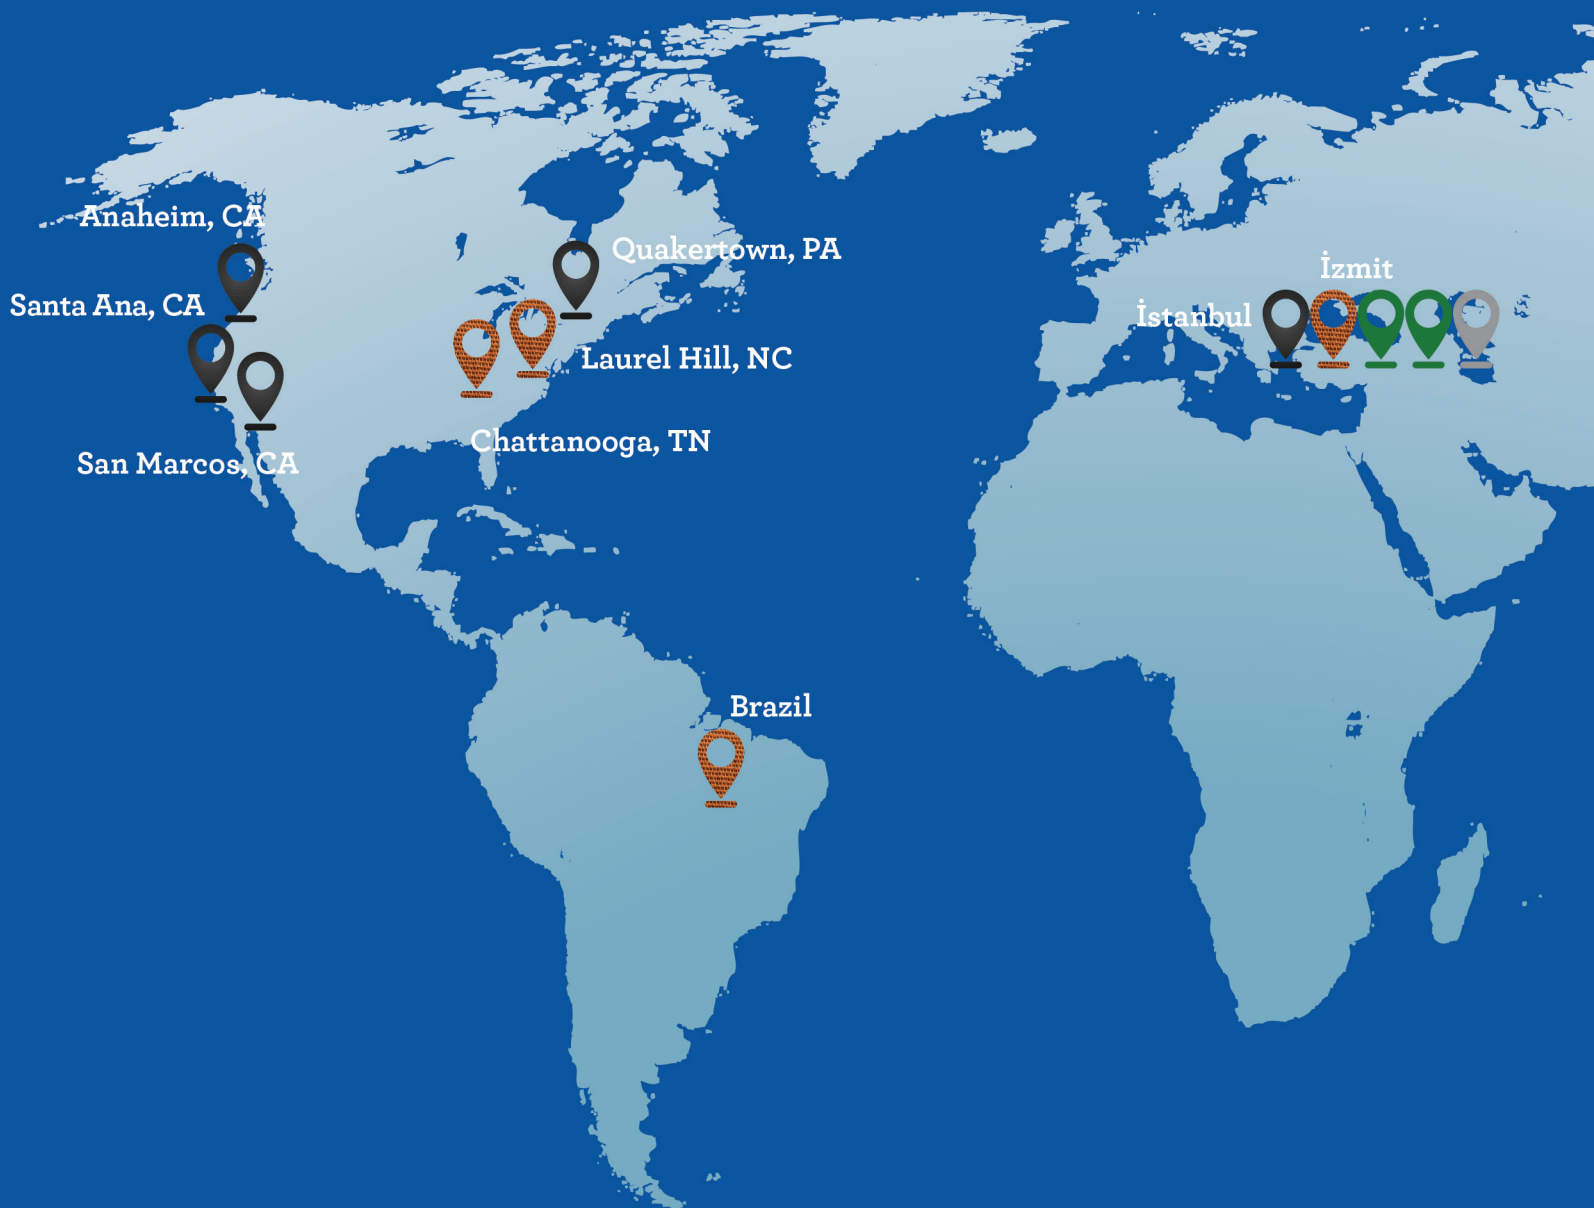 Anaheim, CA
Quakertown, PA
İzmit
Santa Ana, CA
İstanbul
Laurel Hill, NC
Chattanooga, TN
San Marcos, CA
Brazil